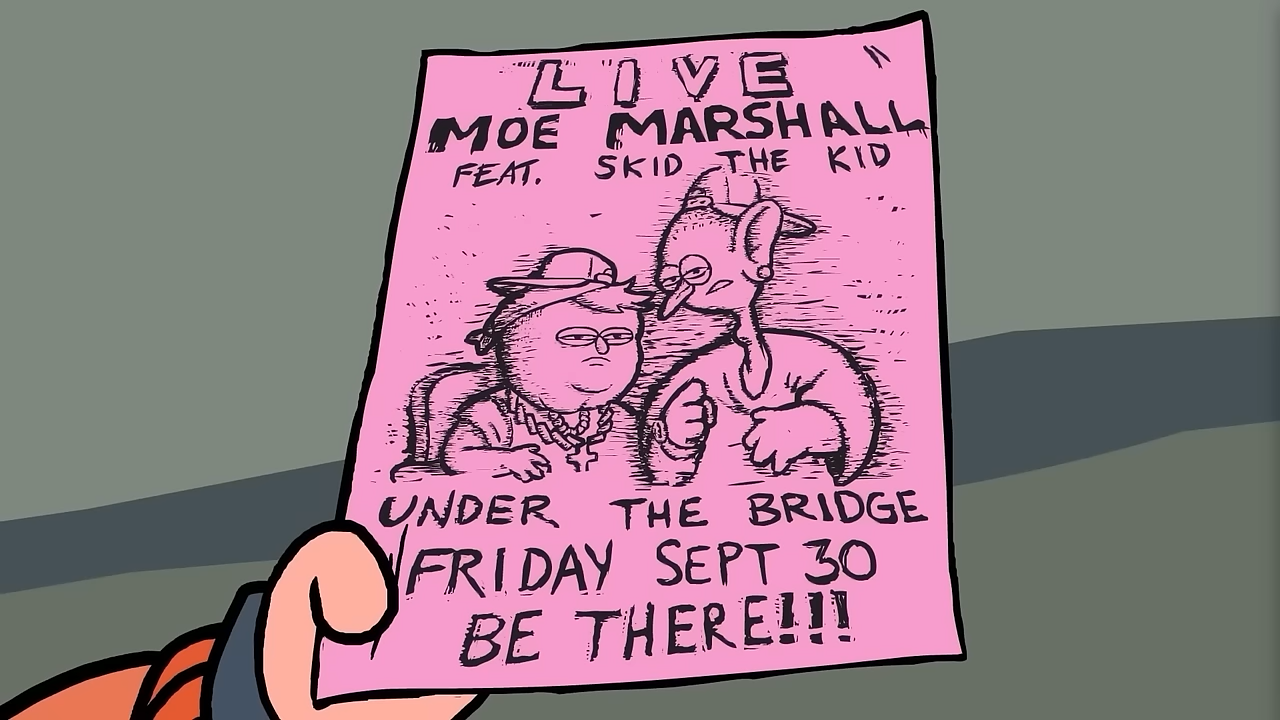 LIVE
MOE MARSHALL
FEAT. SKID THE KID
UNDER THE BRIDGE
FRIDAY SEPT 30
BE THERE!!!